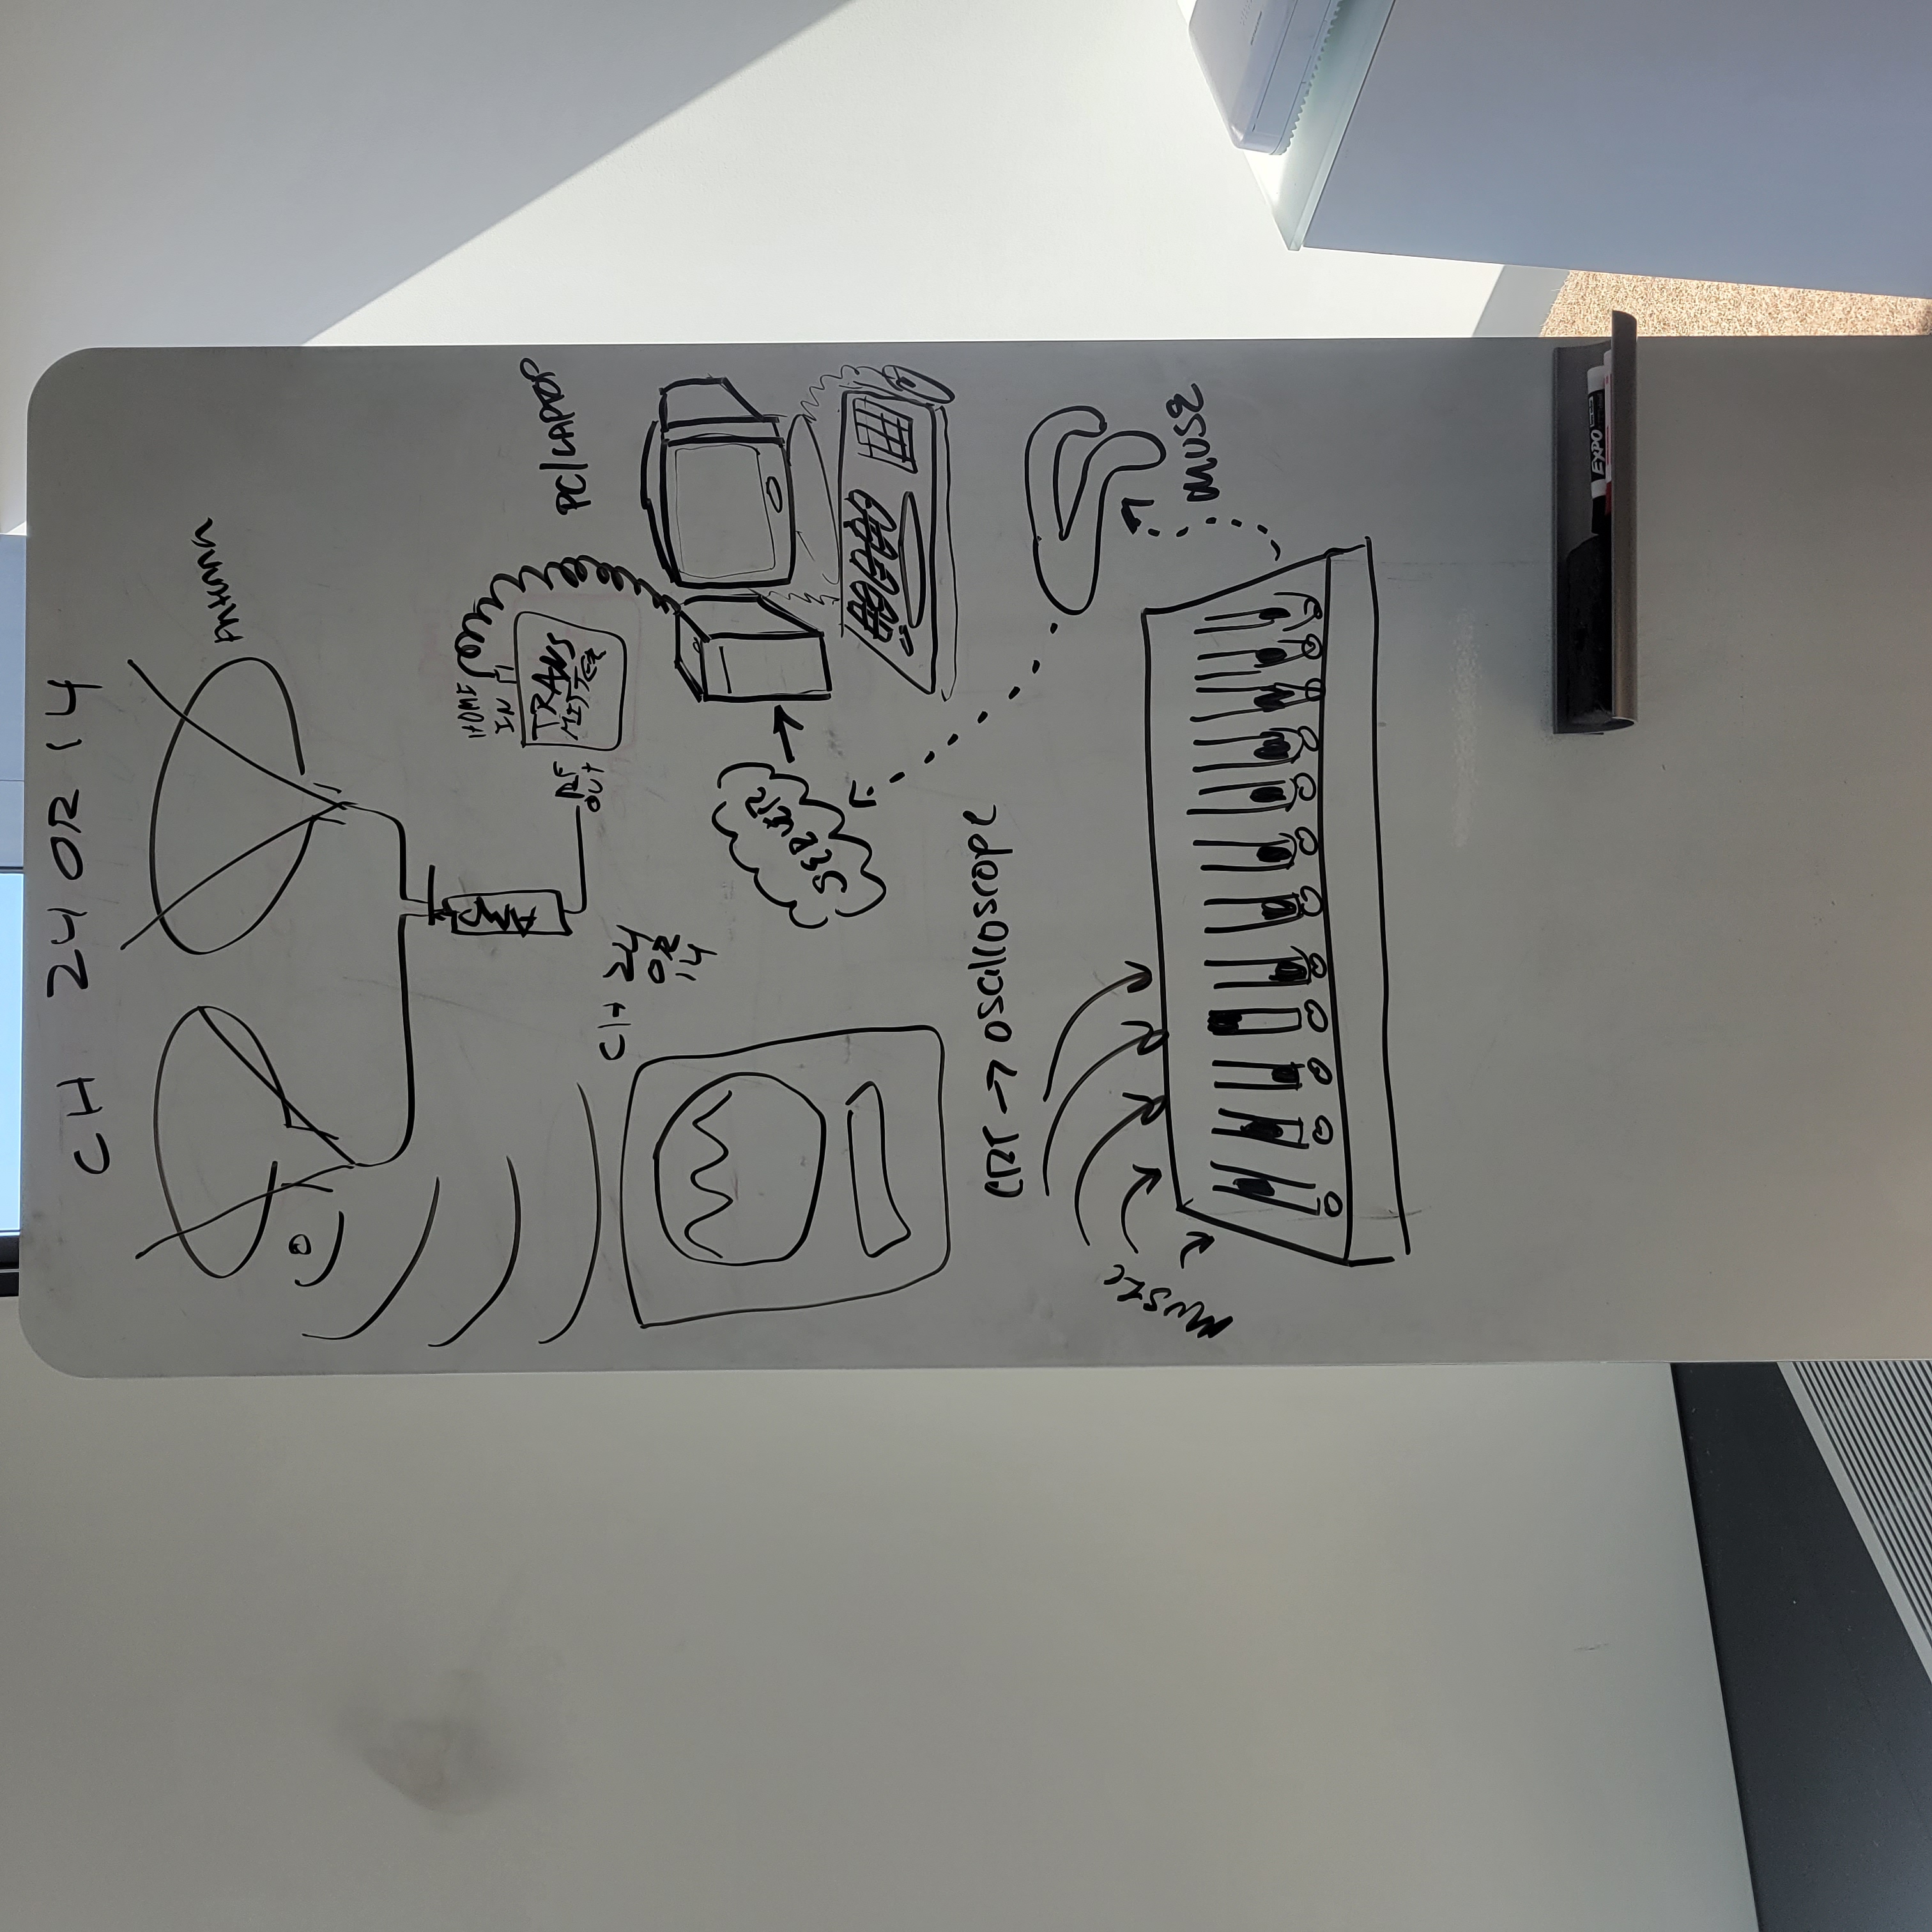 CH 24 OR 14
Antenna
AMP
HDMI
IN
TRANS
MITTER
RF
OUT
PC/LAPTOP
CH 24
OR
14
SERVER
CRT → oscilloscope
MUSIC
MUSE
EXPO